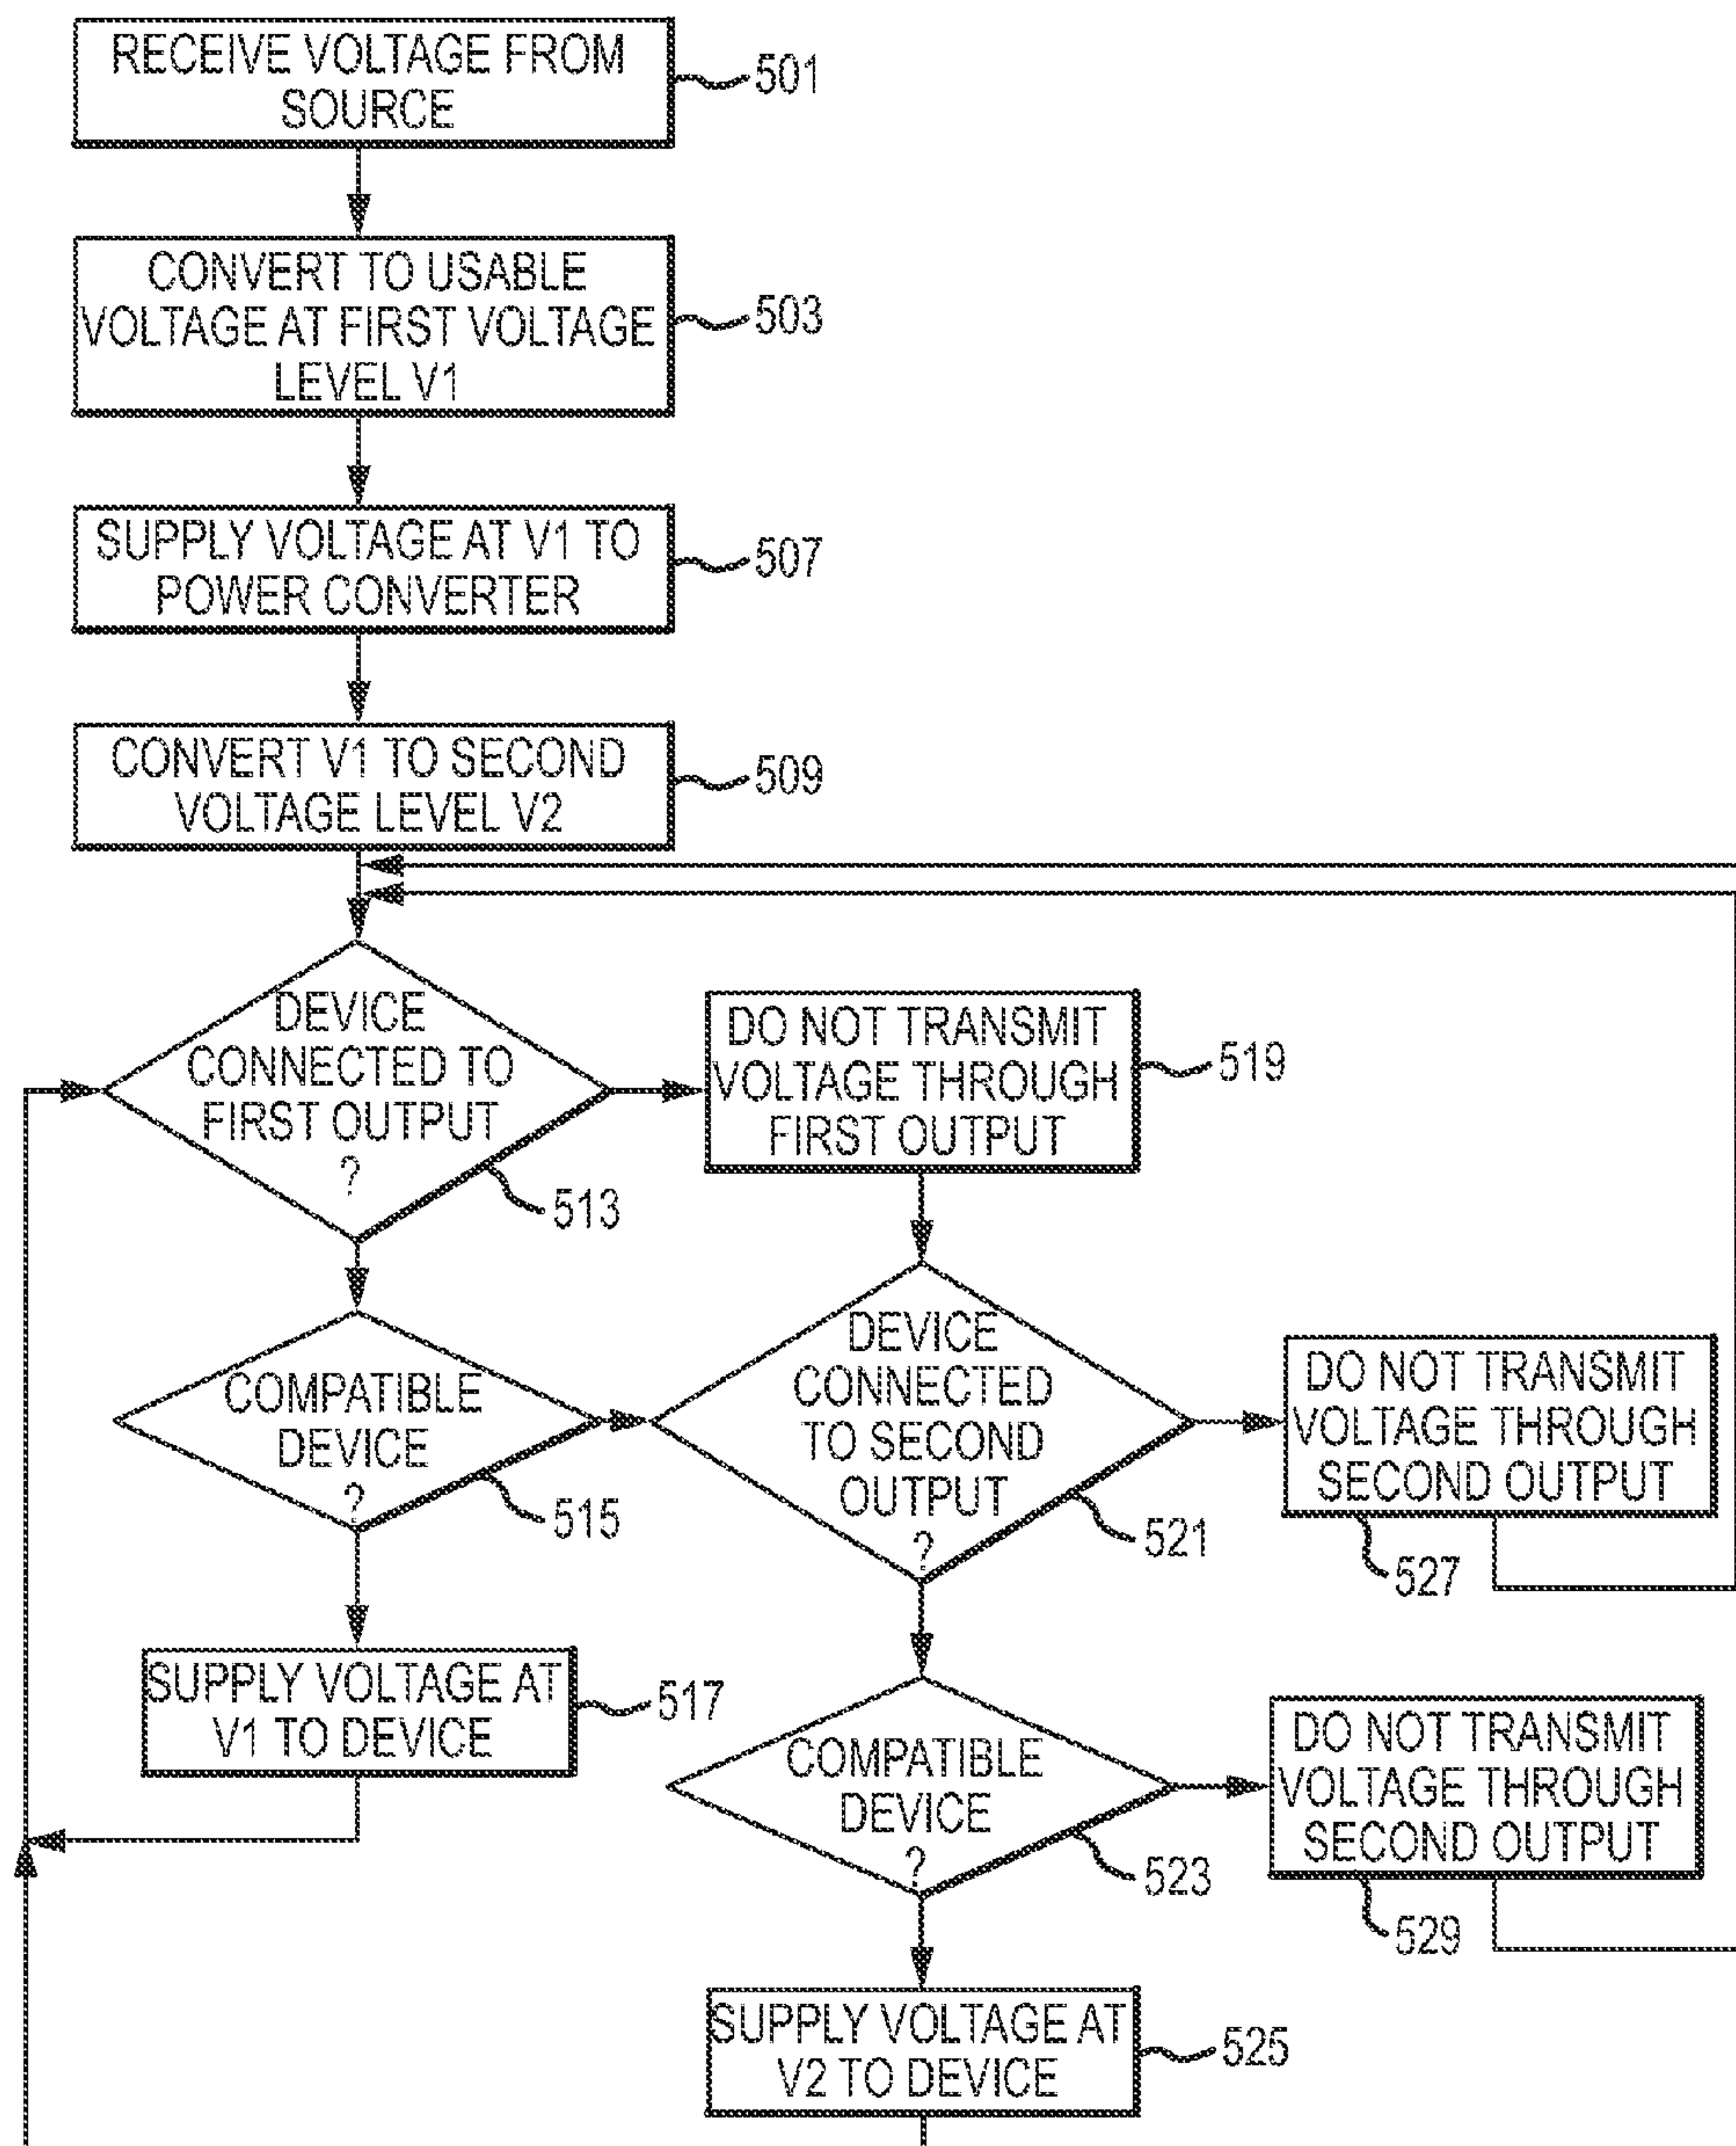 RECEIVE VOLTAGE FROM
SOURCE
501
CONVERT TO USABLE
VOLTAGE AT FIRST VOLTAGE
LEVEL V1
503
SUPPLY VOLTAGE AT V1 TO
POWER CONVERTER
507
CONVERT V1 TO SECOND
VOLTAGE LEVEL V2
509
DEVICE
CONNECTED TO
FIRST OUTPUT
?
513
DO NOT TRANSMIT
VOLTAGE THROUGH
FIRST OUTPUT
519
COMPATIBLE
DEVICE
?
515
DEVICE
CONNECTED
TO SECOND
OUTPUT
?
521
DO NOT TRANSMIT
VOLTAGE THROUGH
SECOND OUTPUT
527
SUPPLY VOLTAGE AT
V1 TO DEVICE
517
COMPATIBLE
DEVICE
?
523
DO NOT TRANSMIT
VOLTAGE THROUGH
SECOND OUTPUT
529
SUPPLY VOLTAGE AT
V2 TO DEVICE
525